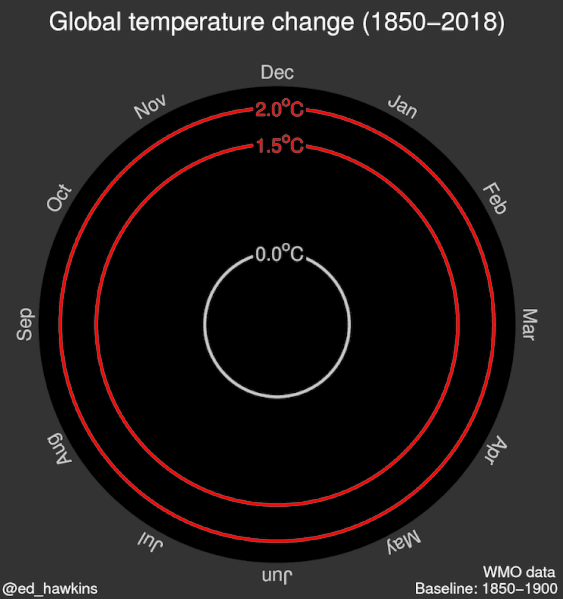 Global temperature change (1850−2018)
Dec
Nov
Jan
2.0°C
1.5°C
Oct
Feb
0.0°C
Sep
Mar
Aug
Apr
Jul
May
Jun
WMO data
@ed_hawkins
Baseline: 1850−1900